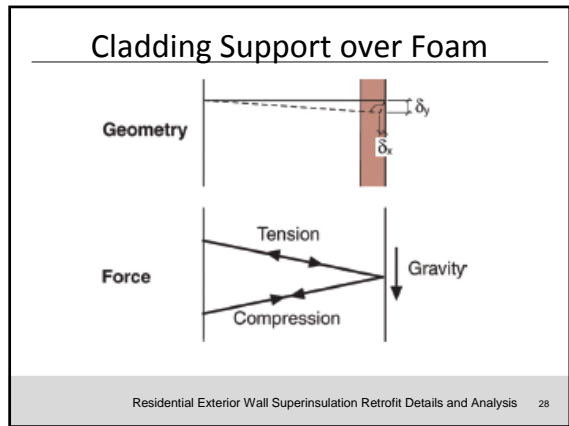 Cladding Support over Foam
Geometry
δy
δx
Tension
Force
Gravity
Compression
Residential Exterior Wall Superinsulation Retrofit Details and Analysis 28